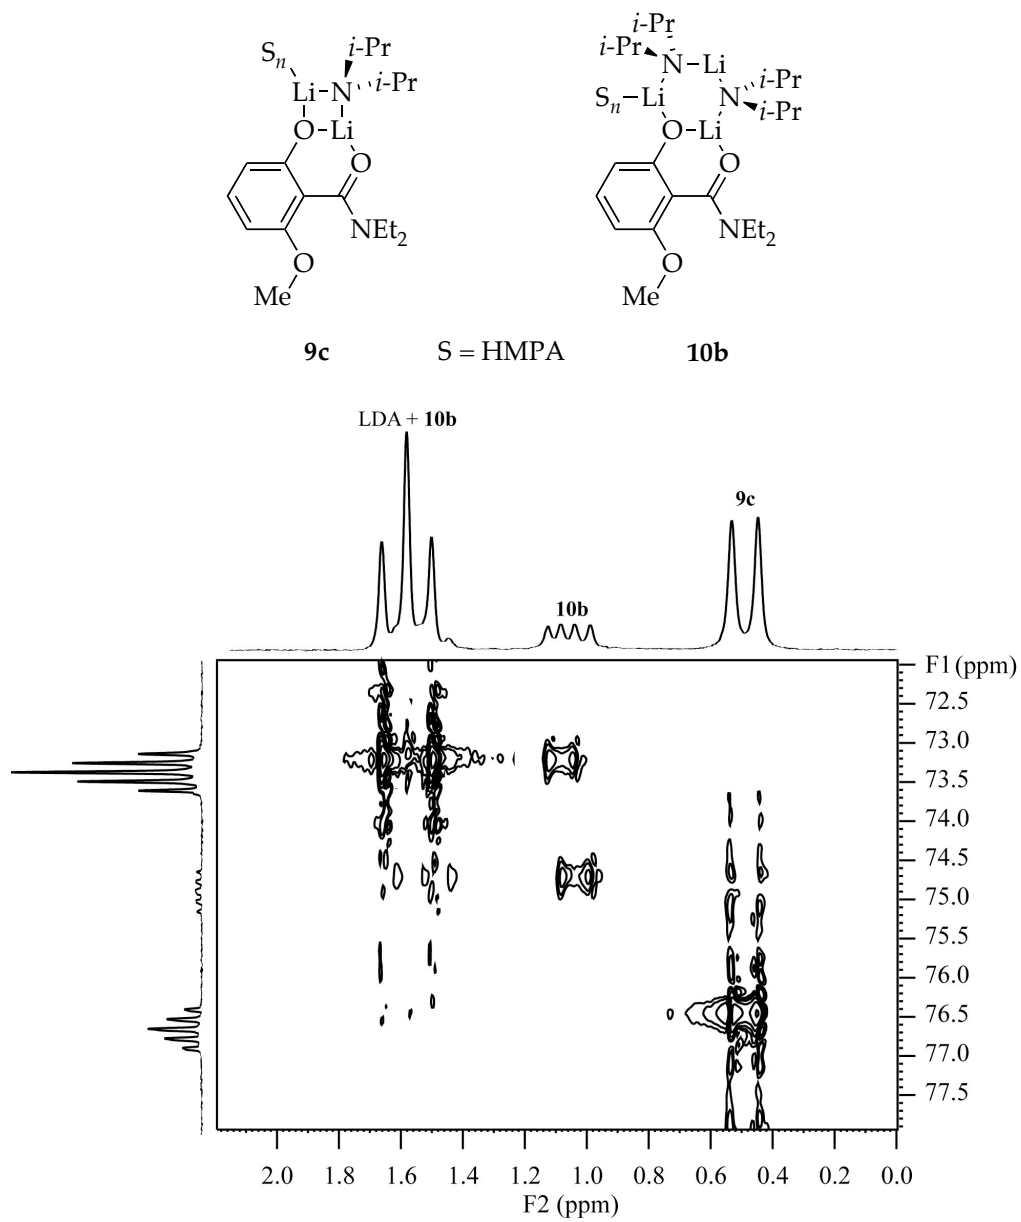 i-Pr
i-Pr
Sn
Li
N
i-Pr
O
Li
O
NEt2
O
Me
i-Pr
N
Li
i-Pr
Sn
Li
N
i-Pr
O
Li
O
NEt2
O
Me
9c S = HMPA 10b
LDA + 10b
9c
10b
F1 (ppm)
72.5
73.0
73.5
74.0
74.5
75.0
75.5
76.0
76.5
77.0
77.5
2.0 1.8 1.6 1.4 1.2 1.0 0.8 0.6 0.4 0.2 0.0
F2 (ppm)